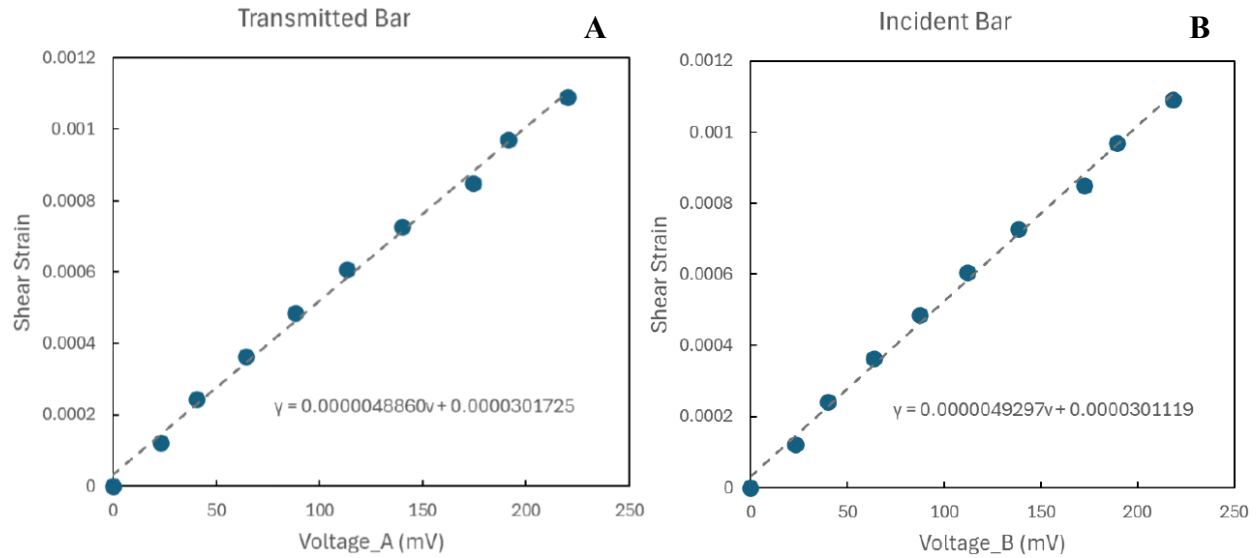 Transmitted Bar
A
0.0012
0.001
0.0008
0.0006
0.0004
0.0002
0
Shear Strain
γ = 0.0000048860v + 0.0000301725
0 50 100 150 200 250
Voltage_A (mV)
Incident Bar
B
0.0012
0.001
0.0008
0.0006
0.0004
0.0002
0
Shear Strain
γ = 0.0000049297v + 0.0000301119
0 50 100 150 200 250
Voltage_B (mV)